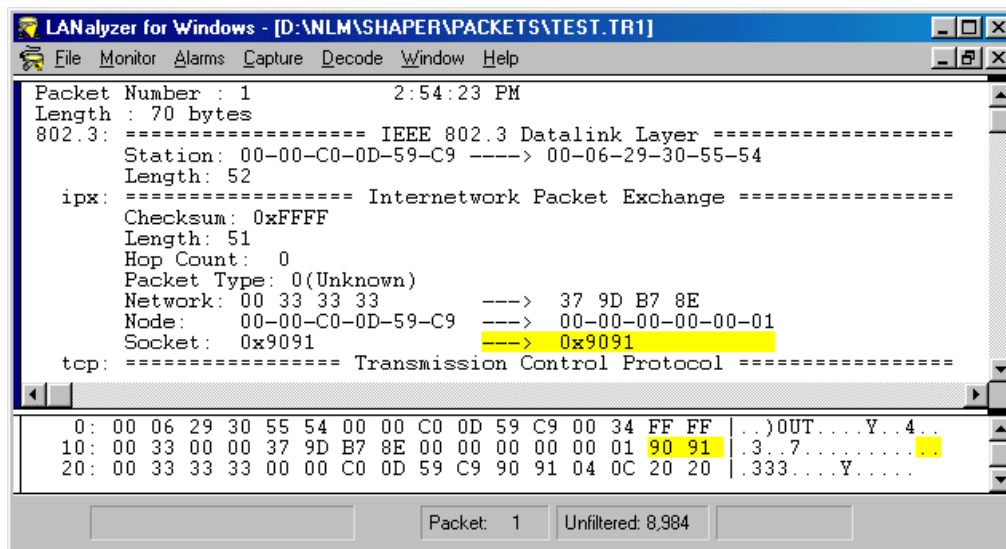 LANalyzer for Windows - [D:\NLM\SHAPER\PACKETS\TEST.TR1]
File Monitor Alarms Capture Decode Window Help
Packet Number : 1 2:54:23 PM
Length : 70 bytes
802.3: ==================== IEEE 802.3 Datalink Layer ====================
Station: 00-00-C0-0D-59-C9 ----> 00-06-29-30-55-54
Length: 52
ipx: =================== Internetwork Packet Exchange ==================
Checksum: 0xFFFF
Length: 51
Hop Count: 0
Packet Type: 0(Unknown)
Network: 00 33 33 33 ---> 37 9D B7 8E
Node: 00-00-C0-0D-59-C9 ---> 00-00-00-00-00-01
Socket: 0x9091 ---> 0x9091
tcp: ================== Transmission Control Protocol ==================
0: 00 06 29 30 55 54 00 00 C0 0D 59 C9 00 34 FF FF |..)0UT....Y..4..
10: 00 33 00 00 37 9D B7 8E 00 00 00 00 00 01 90 91 |.3..7...........
20: 00 33 33 33 00 00 C0 0D 59 C9 90 91 04 0C 20 20 |.333....Y.....
Packet: 1 Unfiltered: 8,984